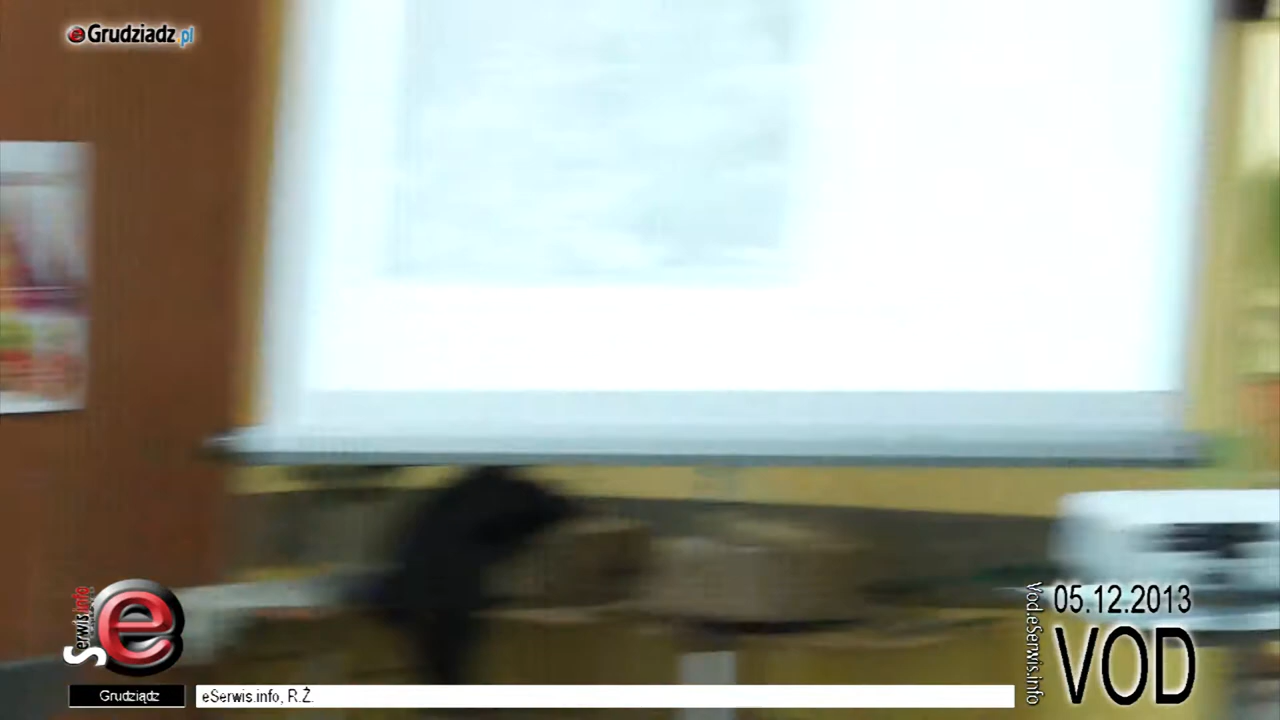 eGrudziadz.pl
Serwis.info
e
Vod.eSerwis.info
05.12.2013
VOD
Grudziądz
eSerwis.info, R.Ż.